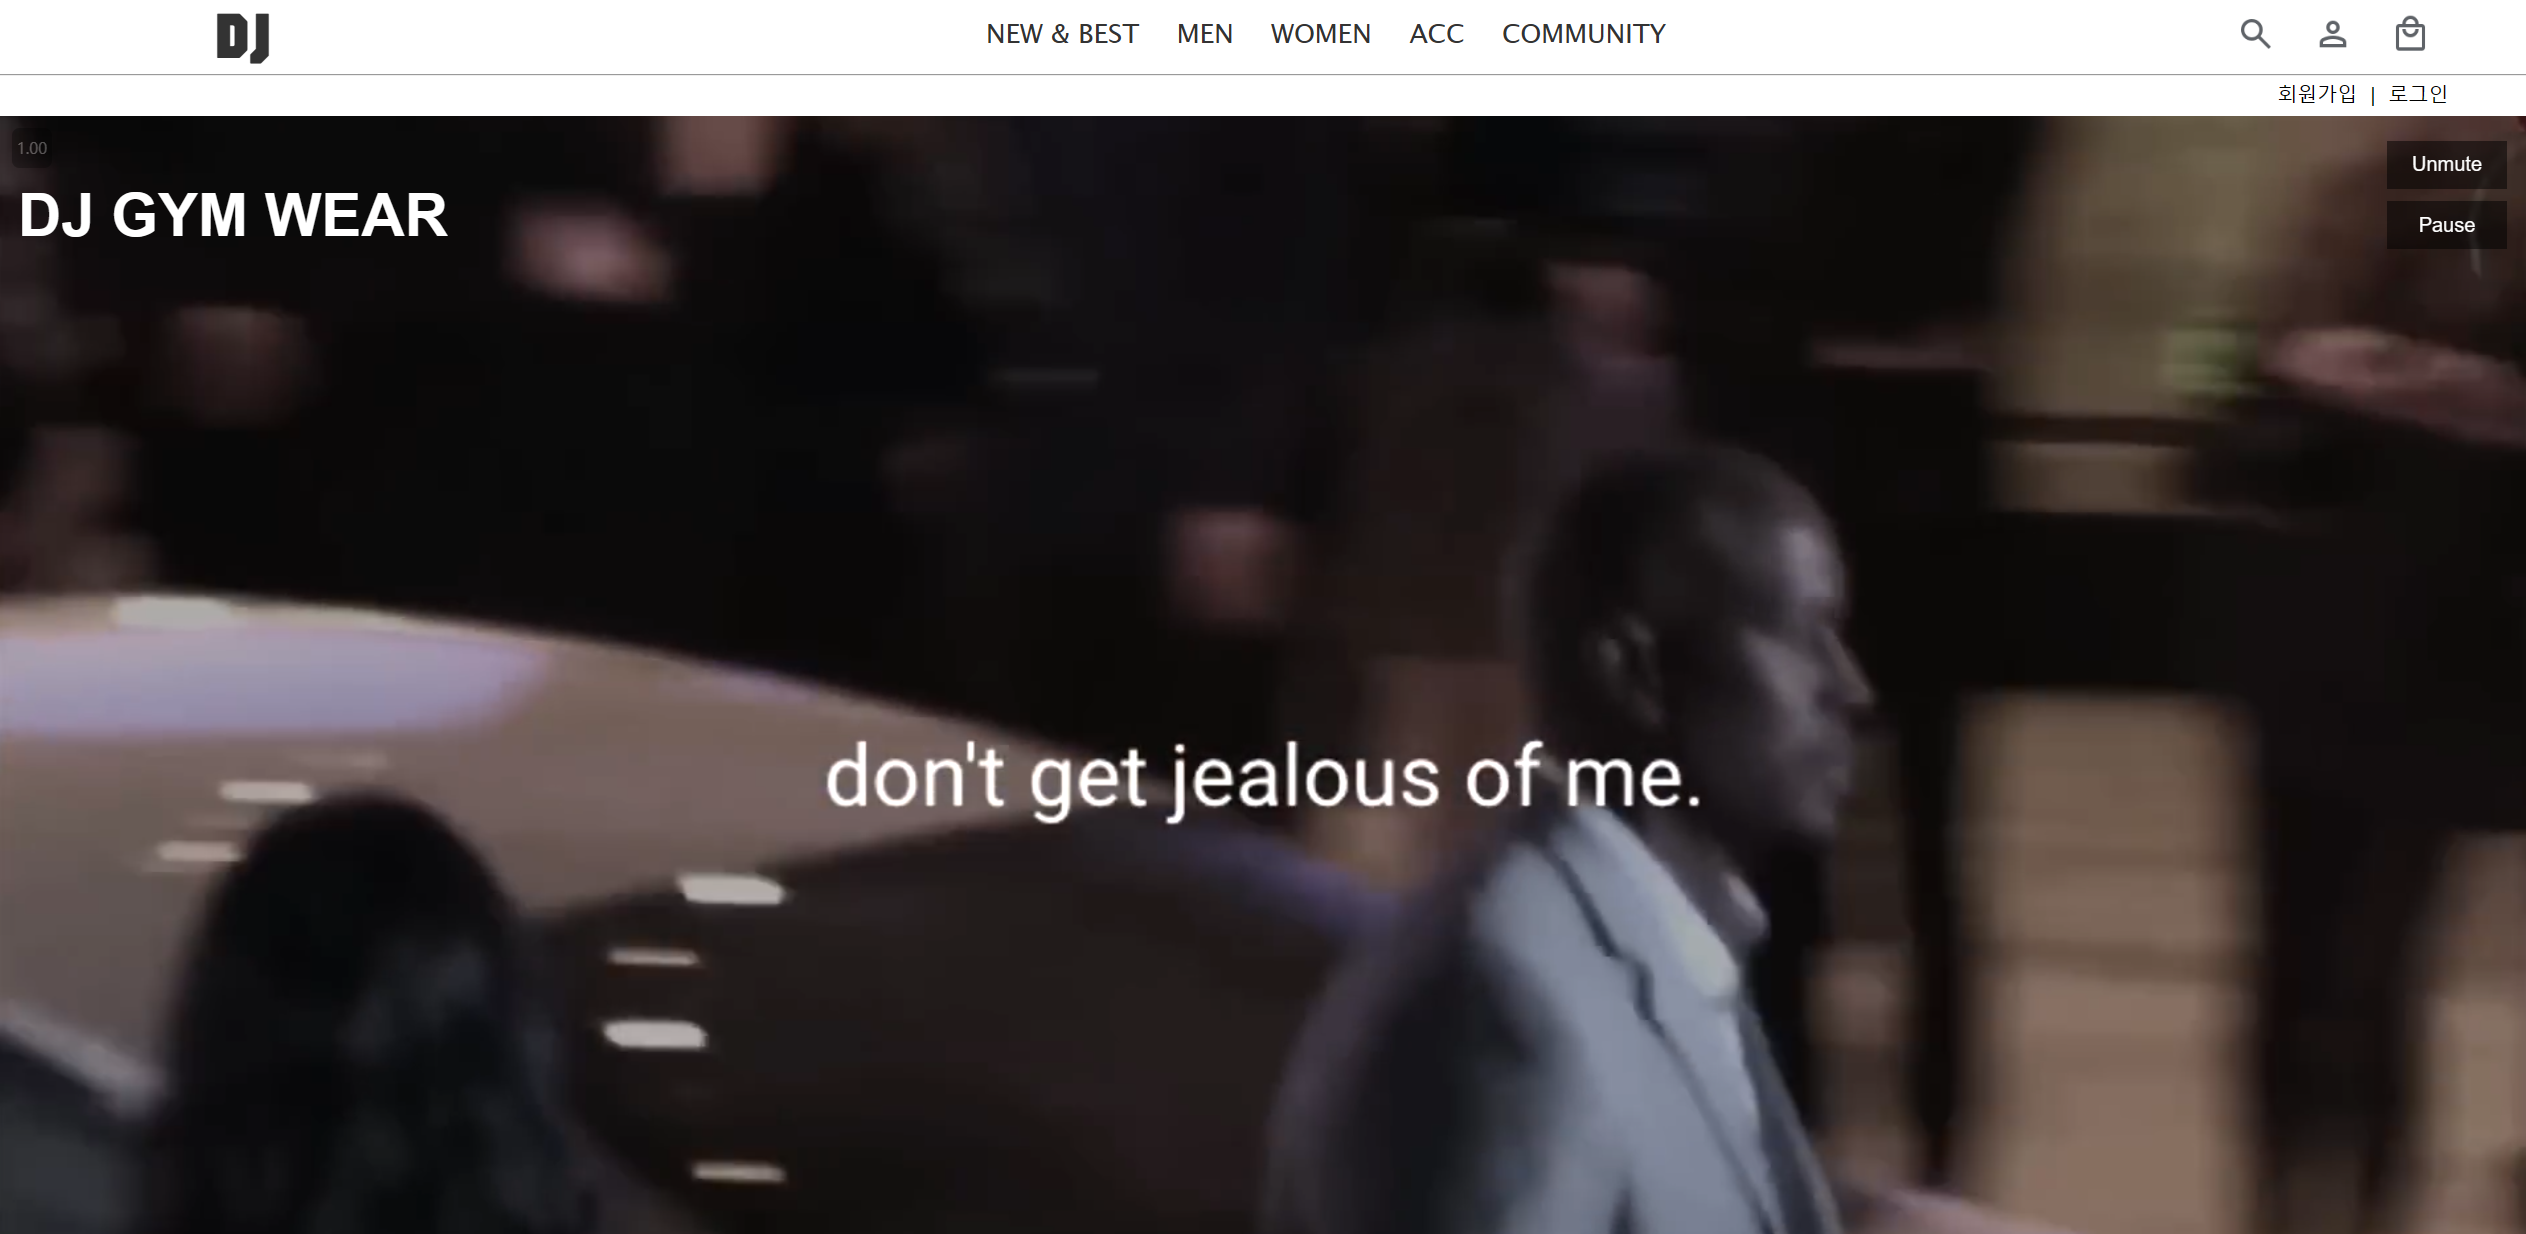 DJ
NEW & BEST MEN WOMEN ACC COMMUNITY
회원가입 | 로그인
1.00
Unmute
DJ GYM WEAR
Pause
don't get jealous of me.